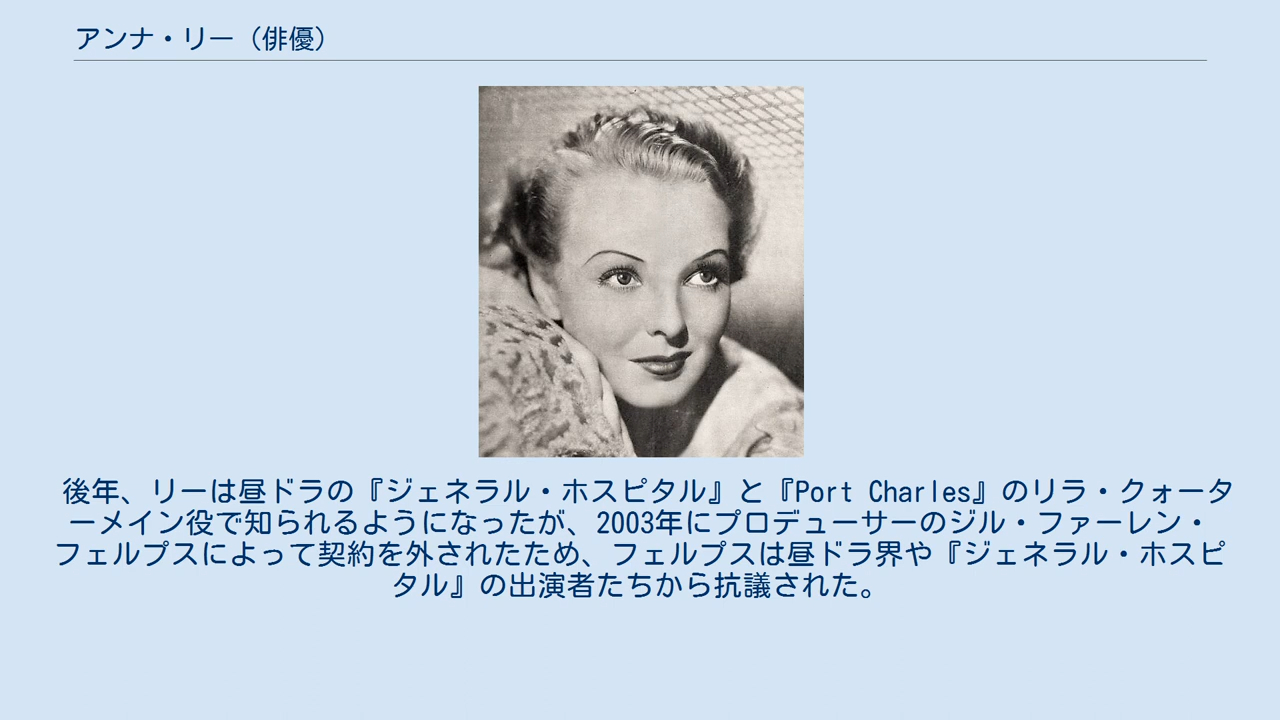 アンナ・リー（俳優）
後年、リーは昼ドラの『ジェネラル・ホスピタル』と『Port Charles』のリラ・クォータ
ーメイン役で知られるようになったが、2003年にプロデューサーのジル・ファーレン・
フェルプスによって契約を外されたため、フェルプスは昼ドラ界や『ジェネラル・ホスピ
タル』の出演者たちから抗議された。